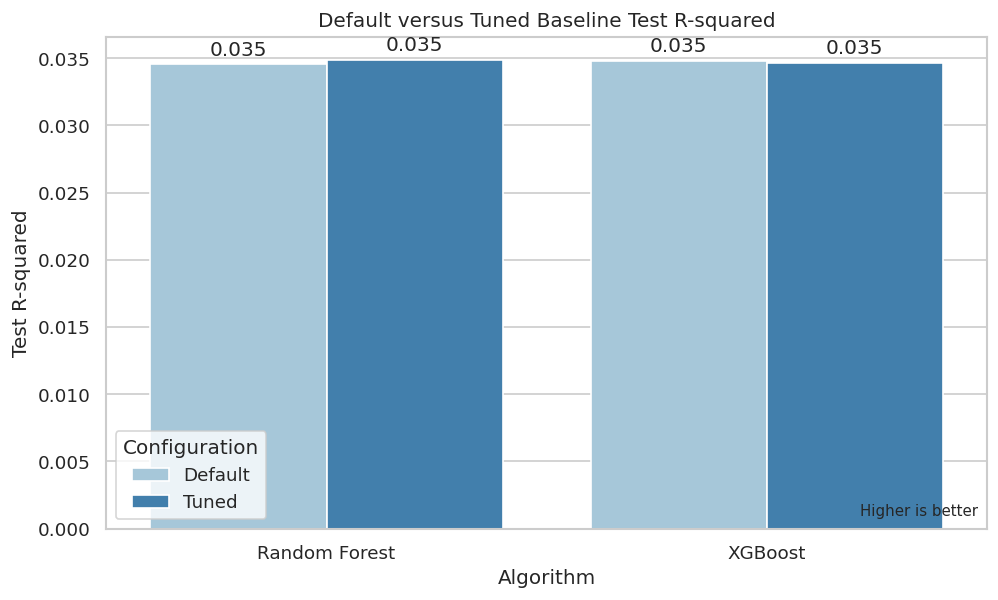 Default versus Tuned Baseline Test R-squared
0.035 0.035 0.035 0.035
Test R-squared
0.035
0.030
0.025
0.020
0.015
0.010
0.005
0.000
Configuration
Default
Tuned
Higher is better
Random Forest XGBoost
Algorithm